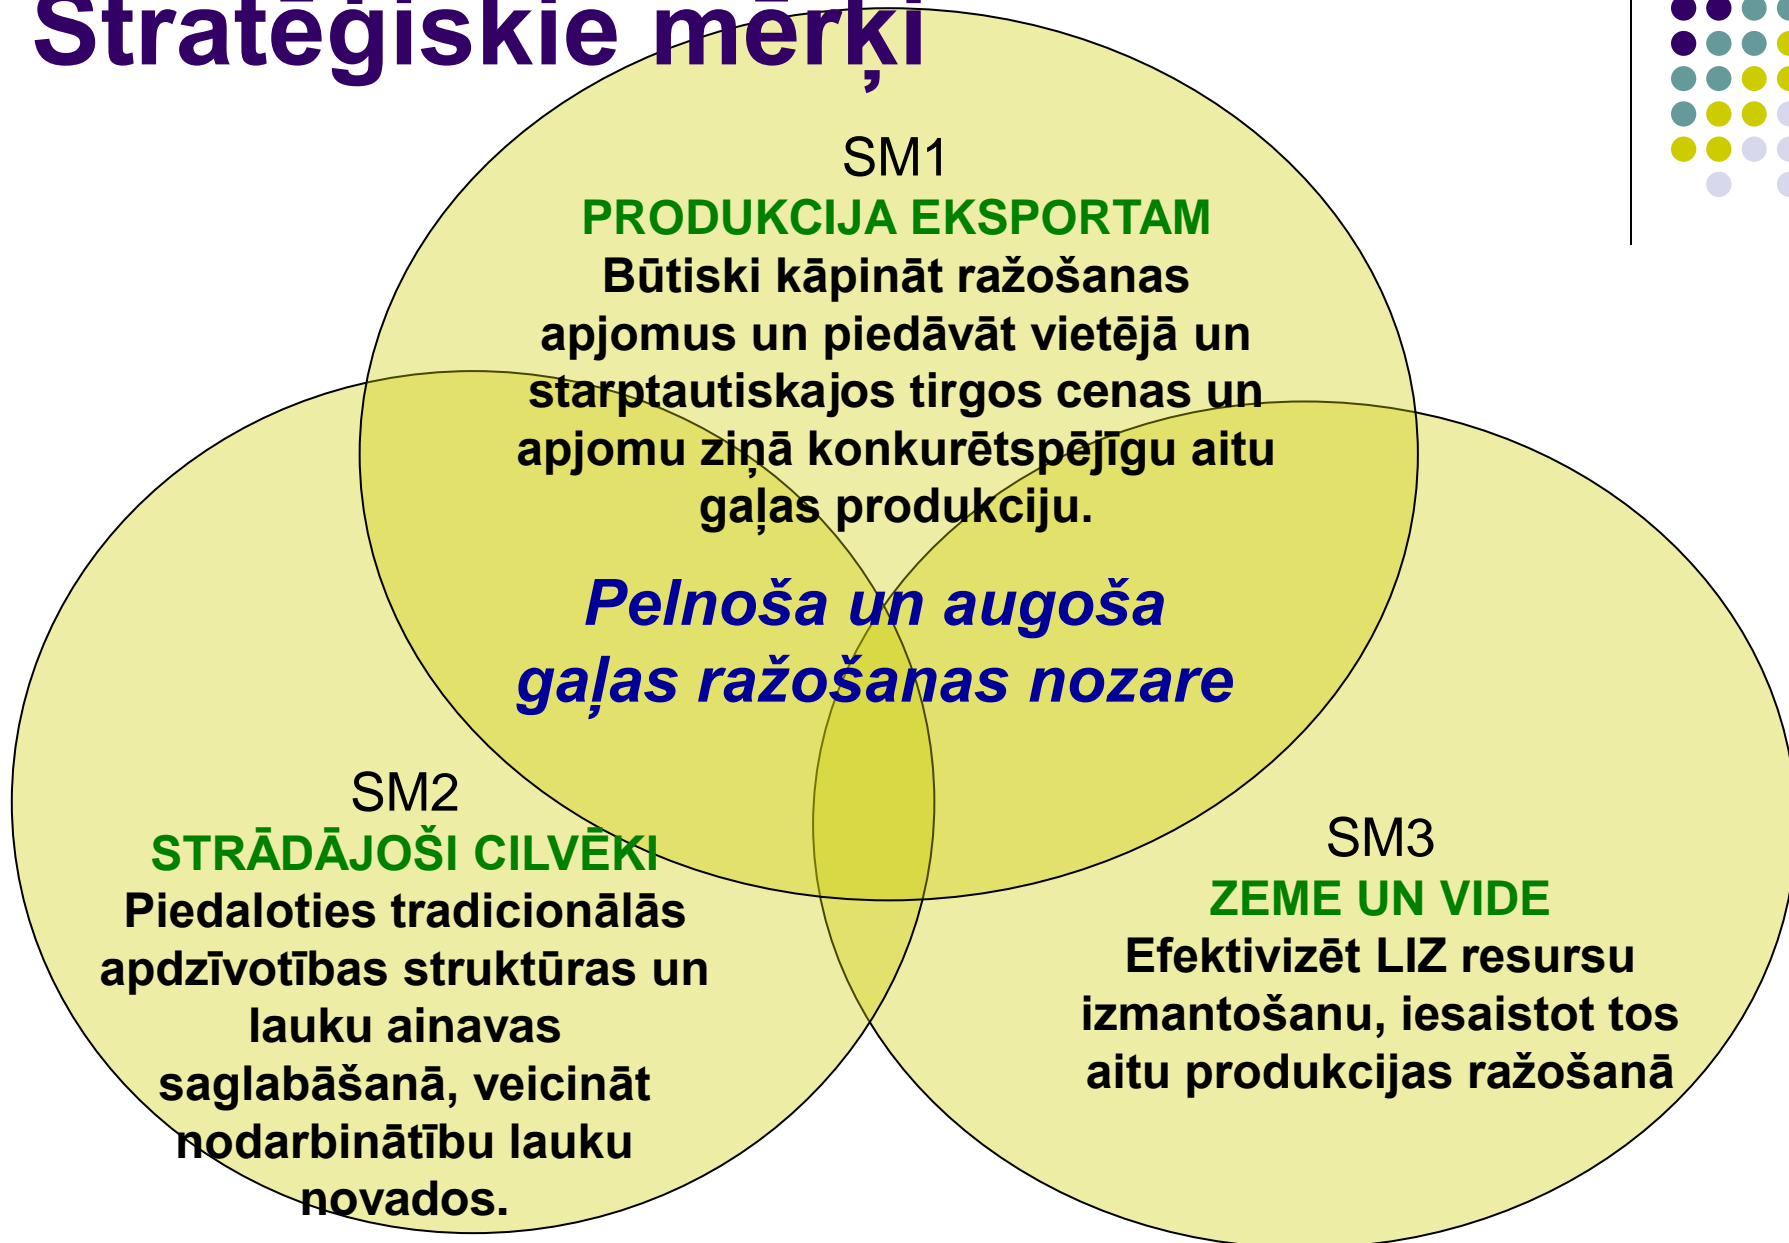 Stratēģiskie mērķi
SM1
PRODUKCIJA EKSPORTAM
Būtiski kāpināt ražošanas
apjomus un piedāvāt vietējā un
starptautiskajos tirgos cenas un
apjomu ziņā konkurētspējīgu aitu
gaļas produkciju.
Pelnoša un augoša
gaļas ražošanas nozare
SM2
STRĀDĀJOŠI CILVĒKI
Piedaloties tradicionālās
apdzīvotības struktūras un
lauku ainavas
saglabāšanā, veicināt
nodarbinātību lauku
novados.
SM3
ZEME UN VIDE
Efektivizēt LIZ resursu
izmantošanu, iesaistot tos
aitu produkcijas ražošanā